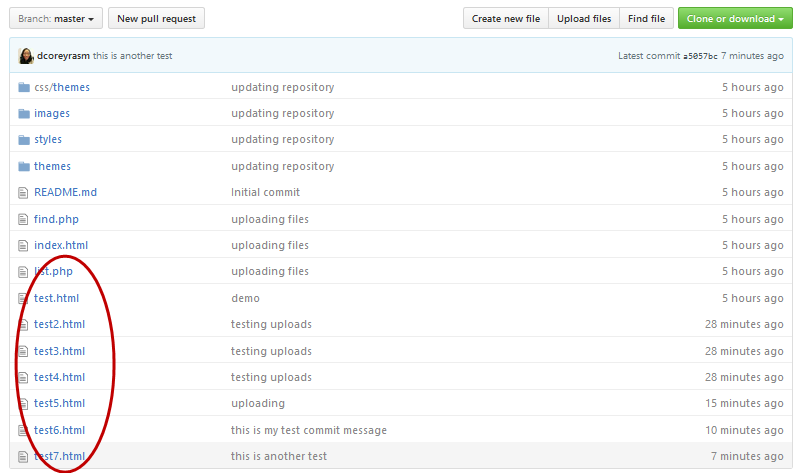 Branch: master New pull request Create new file Upload files Find file Clone or download
dcoreyrasm this is another test Latest commit a5057bc 7 minutes ago
css/themes updating repository 5 hours ago
images updating repository 5 hours ago
styles updating repository 5 hours ago
themes updating repository 5 hours ago
README.md Initial commit 5 hours ago
find.php uploading files 5 hours ago
index.html uploading files 5 hours ago
list.php uploading files 5 hours ago
test.html demo 5 hours ago
test2.html testing uploads 28 minutes ago
test3.html testing uploads 28 minutes ago
test4.html testing uploads 28 minutes ago
test5.html uploading 15 minutes ago
test6.html this is my test commit message 10 minutes ago
test7.html this is another test 7 minutes ago